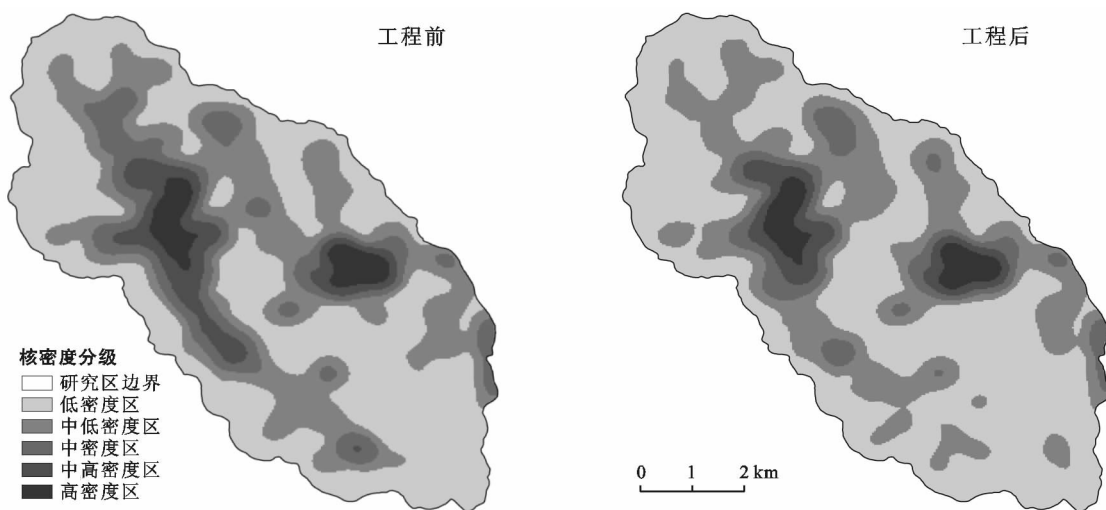 工程前
工程后
核密度分级
研究区边界
低密度区
中低密度区
中密度区
中高密度区
高密度区
0 1 2 km